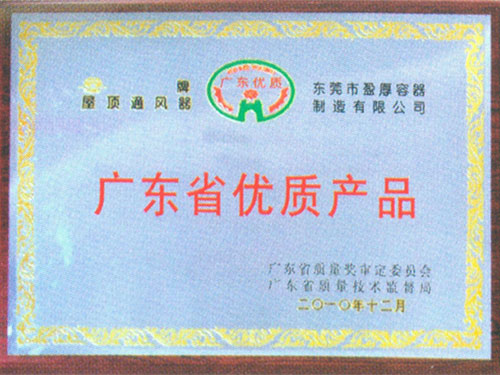 牌
屋顶通风器
广东优质
东莞市盈厚容器
制造有限公司
广东省优质产品
广东省质量奖审定委员会
广东省质量技术监督局
二〇一〇年十二月